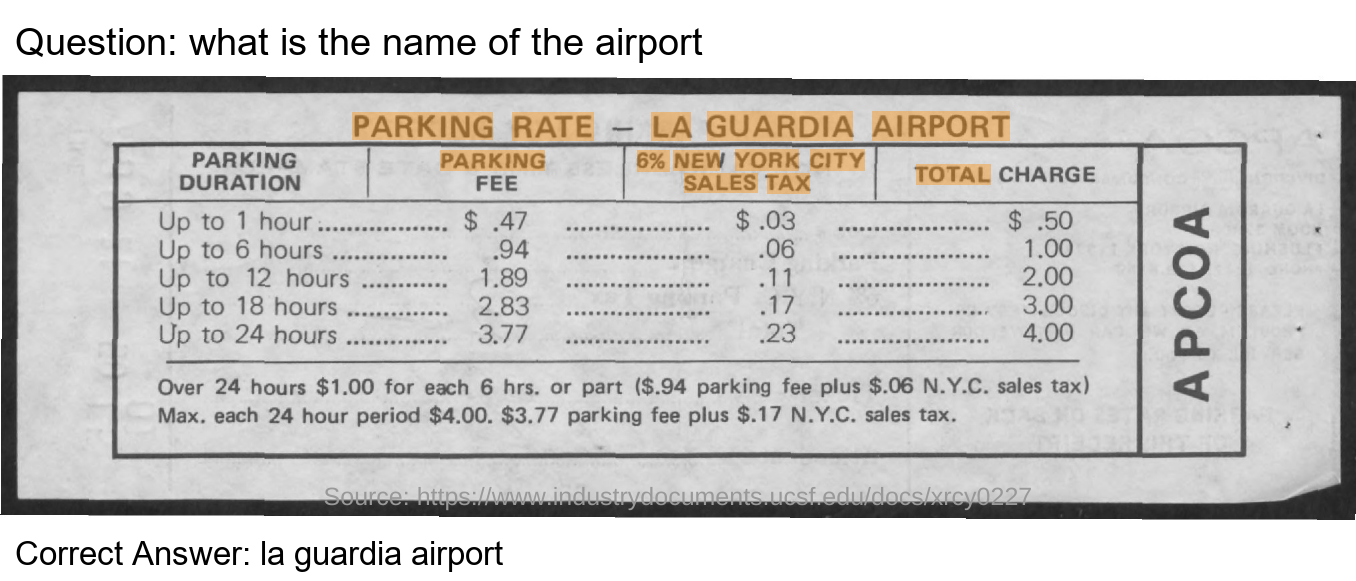 Question: what is the name of the airport
PARKING RATE — LA GUARDIA AIRPORT
PARKING DURATION PARKING FEE 6% NEW YORK CITY SALES TAX TOTAL CHARGE
Up to 1 hour ................... $ .47 ..................... $ .03 ...................... $ .50
Up to 6 hours ................. .94 ..................... .06 ...................... 1.00
Up to 12 hours ............ 1.89 ..................... .11 ...................... 2.00
Up to 18 hours .............. 2.83 ..................... .17 ...................... 3.00
Up to 24 hours ............. 3.77 ..................... .23 ...................... 4.00
Over 24 hours $1.00 for each 6 hrs. or part ($.94 parking fee plus $.06 N.Y.C. sales tax)
Max. each 24 hour period $4.00. $3.77 parking fee plus $.17 N.Y.C. sales tax.
APCOA
Source: https://www.industrydocuments.ucsf.edu/docs/xrcy0227
Correct Answer: la guardia airport